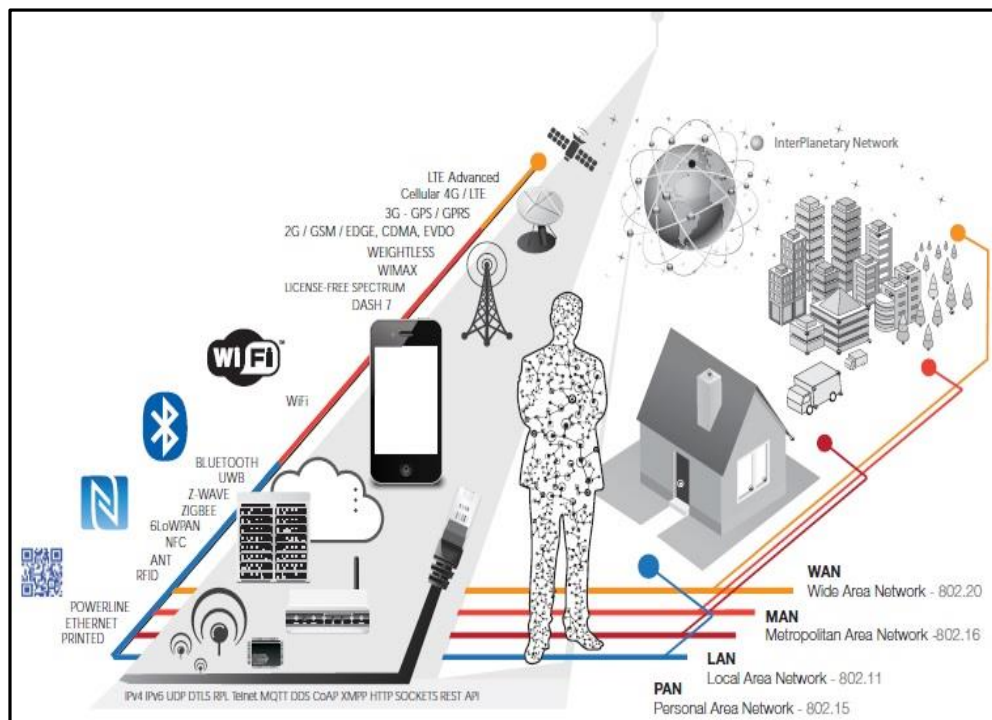 InterPlanetary Network
LTE Advanced
Cellular 4G / LTE
3G - GPS / GPRS
2G / GSM / EDGE, CDMA, EVDO
WEIGHTLESS
WIMAX
LICENSE-FREE SPECTRUM
DASH 7
WiFi
WiFi
BLUETOOTH
UWB
Z-WAVE
ZIGBEE
6LoWPAN
NFC
ANT
RFID
POWERLINE
ETHERNET
PRINTED
WAN
Wide Area Network - 802.20
MAN
Metropolitan Area Network -802.16
LAN
Local Area Network - 802.11
PAN
Personal Area Network - 802.15
IPv4 IPv6 UDP DTLS RPL Telnet MQTT DDS CoAP XMPP HTTP SOCKETS REST API